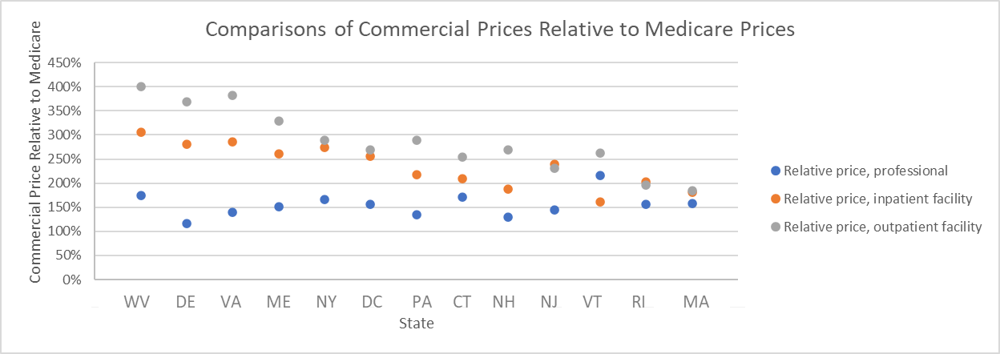 Comparisons of Commercial Prices Relative to Medicare Prices
Commercial Price Relative to Medicare
450%
400%
350%
300%
250%
200%
150%
100%
50%
0%
WV DE VA ME NY DC PA CT NH NJ VT RI MA
State
Relative price, professional
Relative price, inpatient facility
Relative price, outpatient facility